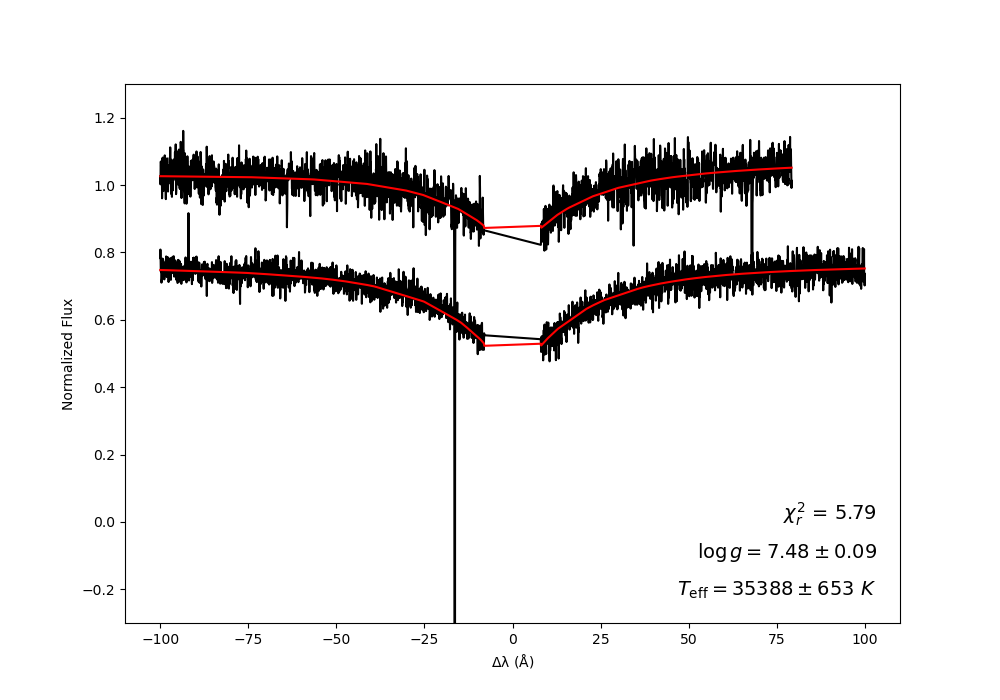 1.2
1.0
0.8
0.6
0.4
0.2
0.0
−0.2
Normalized Flux
χ²ᵣ = 5.79
log g = 7.48 ± 0.09
T_eff = 35388 ± 653 K
−100 −75 −50 −25 0 25 50 75 100
Δλ (Å)